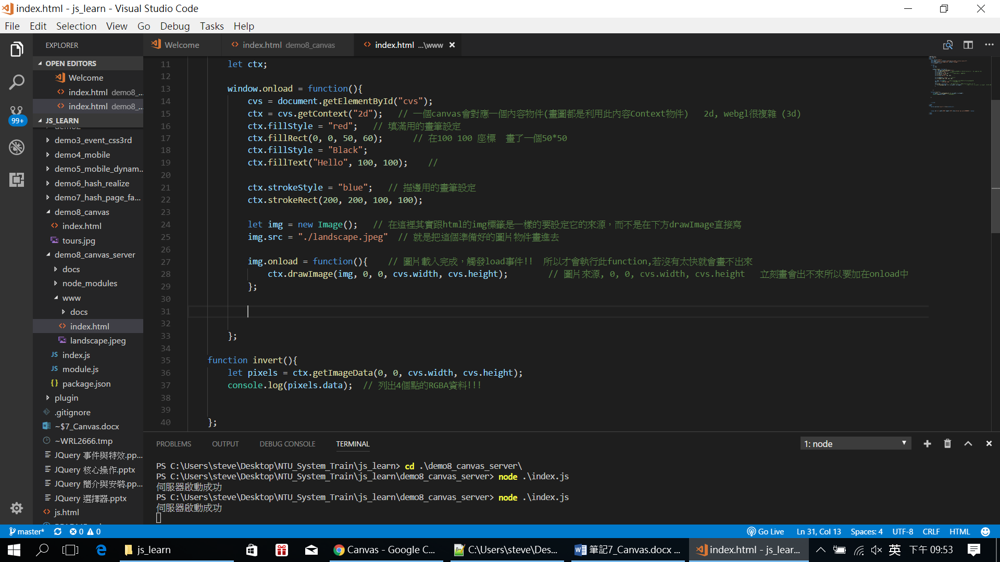 index.html - js_learn - Visual Studio Code
File Edit Selection View Go Debug Tasks Help
EXPLORER
OPEN EDITORS
Welcome
index.html demo8_...
index.html demo8_...
99+
JS_LEARN
demo3_event_css3rd
demo4_mobile
demo5_mobile_dynam...
demo6_hash_realize
demo7_hash_page_fa...
demo8_canvas
index.html
tours.jpg
demo8_canvas_server
docs
node_modules
www
docs
index.html
landscape.jpeg
JS index.js
JS module.js
{} package.json
plugin
.gitignore
~$7_Canvas.docx
~WRL2666.tmp
JQuery 事件與特效.pp...
JQuery 核心操作.pptx
JQuery 簡介與安裝.pp...
JQuery 選擇器.pptx
js.html
Welcome
index.html demo8_canvas
index.html ...\www
11 let ctx;
12
13 window.onload = function(){
14 cvs = document.getElementById("cvs");
15 ctx = cvs.getContext("2d"); // 一個canvas會對應一個內容物件(畫圖都是利用此內容Context物件) 2d, webgl很複雜 (3d)
16 ctx.fillStyle = "red"; // 填滿用的畫筆設定
17 ctx.fillRect(0, 0, 50, 60); // 在100 100 座標 畫了一個50*50
18 ctx.fillStyle = "Black";
19 ctx.fillText("Hello", 100, 100); //
20
21 ctx.strokeStyle = "blue"; // 描邊用的畫筆設定
22 ctx.strokeRect(200, 200, 100, 100);
23
24 let img = new Image(); // 在這裡其實跟html的img標籤是一樣的要設定它的來源，而不是在下方drawImage直接寫
25 img.src = "./landscape.jpeg" // 就是把這個準備好的圖片物件畫進去
26
27 img.onload = function(){ // 圖片載入完成，觸發load事件!! 所以才會執行此function,若沒有太快就會畫不出來
28 ctx.drawImage(img, 0, 0, cvs.width, cvs.height); // 圖片來源, 0, 0, cvs.width, cvs.height 立刻畫會出不來所以要加在onload中
29 };
30
31
32
33 };
34
35 function invert(){
36 let pixels = ctx.getImageData(0, 0, cvs.width, cvs.height);
37 console.log(pixels.data); // 列出4個點的RGBA資料!!!
38
39
40 };
PROBLEMS OUTPUT DEBUG CONSOLE TERMINAL
1: node
PS C:\Users\steve\Desktop\NTU_System_Train\js_learn> cd .\demo8_canvas_server\
PS C:\Users\steve\Desktop\NTU_System_Train\js_learn\demo8_canvas_server> node .\index.js
伺服器啟動成功
PS C:\Users\steve\Desktop\NTU_System_Train\js_learn\demo8_canvas_server> node .\index.js
伺服器啟動成功
master* 0 0 Go Live Ln 31, Col 13 Spaces: 4 UTF-8 CRLF HTML
js_learn Canvas - Google C... C:\Users\steve\Des... 筆記7_Canvas.docx ... index.html - js_lear... 英 下午 09:53